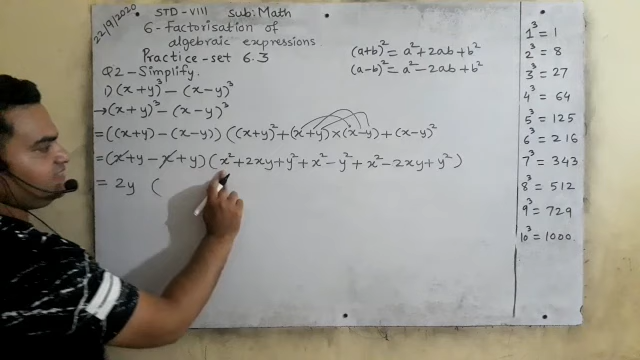 22/9/2020
STD-VIII Sub: Math
6-Factorisation of
algebraic expressions.
Practice-set 6.3
(a+b)² = a² + 2ab + b²
(a-b)² = a² - 2ab + b²
Q2 - Simplify.
1) (x+y)³ - (x-y)³
→ (x+y)³ - (x-y)³
= ((x+y) - (x-y)) ((x+y)² + (x+y) × (x-y) + (x-y)²
= (x+y - x+y) (x² + 2xy + y² + x² - y² + x² - 2xy + y²)
= 2y (
1³ = 1
2³ = 8
3³ = 27
4³ = 64
5³ = 125
6³ = 216
7³ = 343
8³ = 512
9³ = 729
10³ = 1000